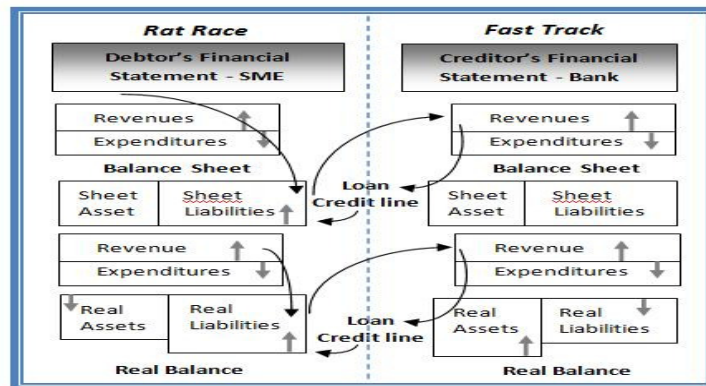 Rat Race
Debtor's Financial
Statement - SME
Revenues
Expenditures
Balance Sheet
Sheet
Asset
Sheet
Liabilities
Revenue
Expenditures
Real
Assets
Real
Liabilities
Real Balance
Loan
Credit line
Loan
Credit line
Fast Track
Creditor's Financial
Statement - Bank
Revenues
Expenditures
Balance Sheet
Sheet
Asset
Sheet
Liabilities
Revenue
Expenditures
Real
Assets
Real
Liabilities
Real Balance